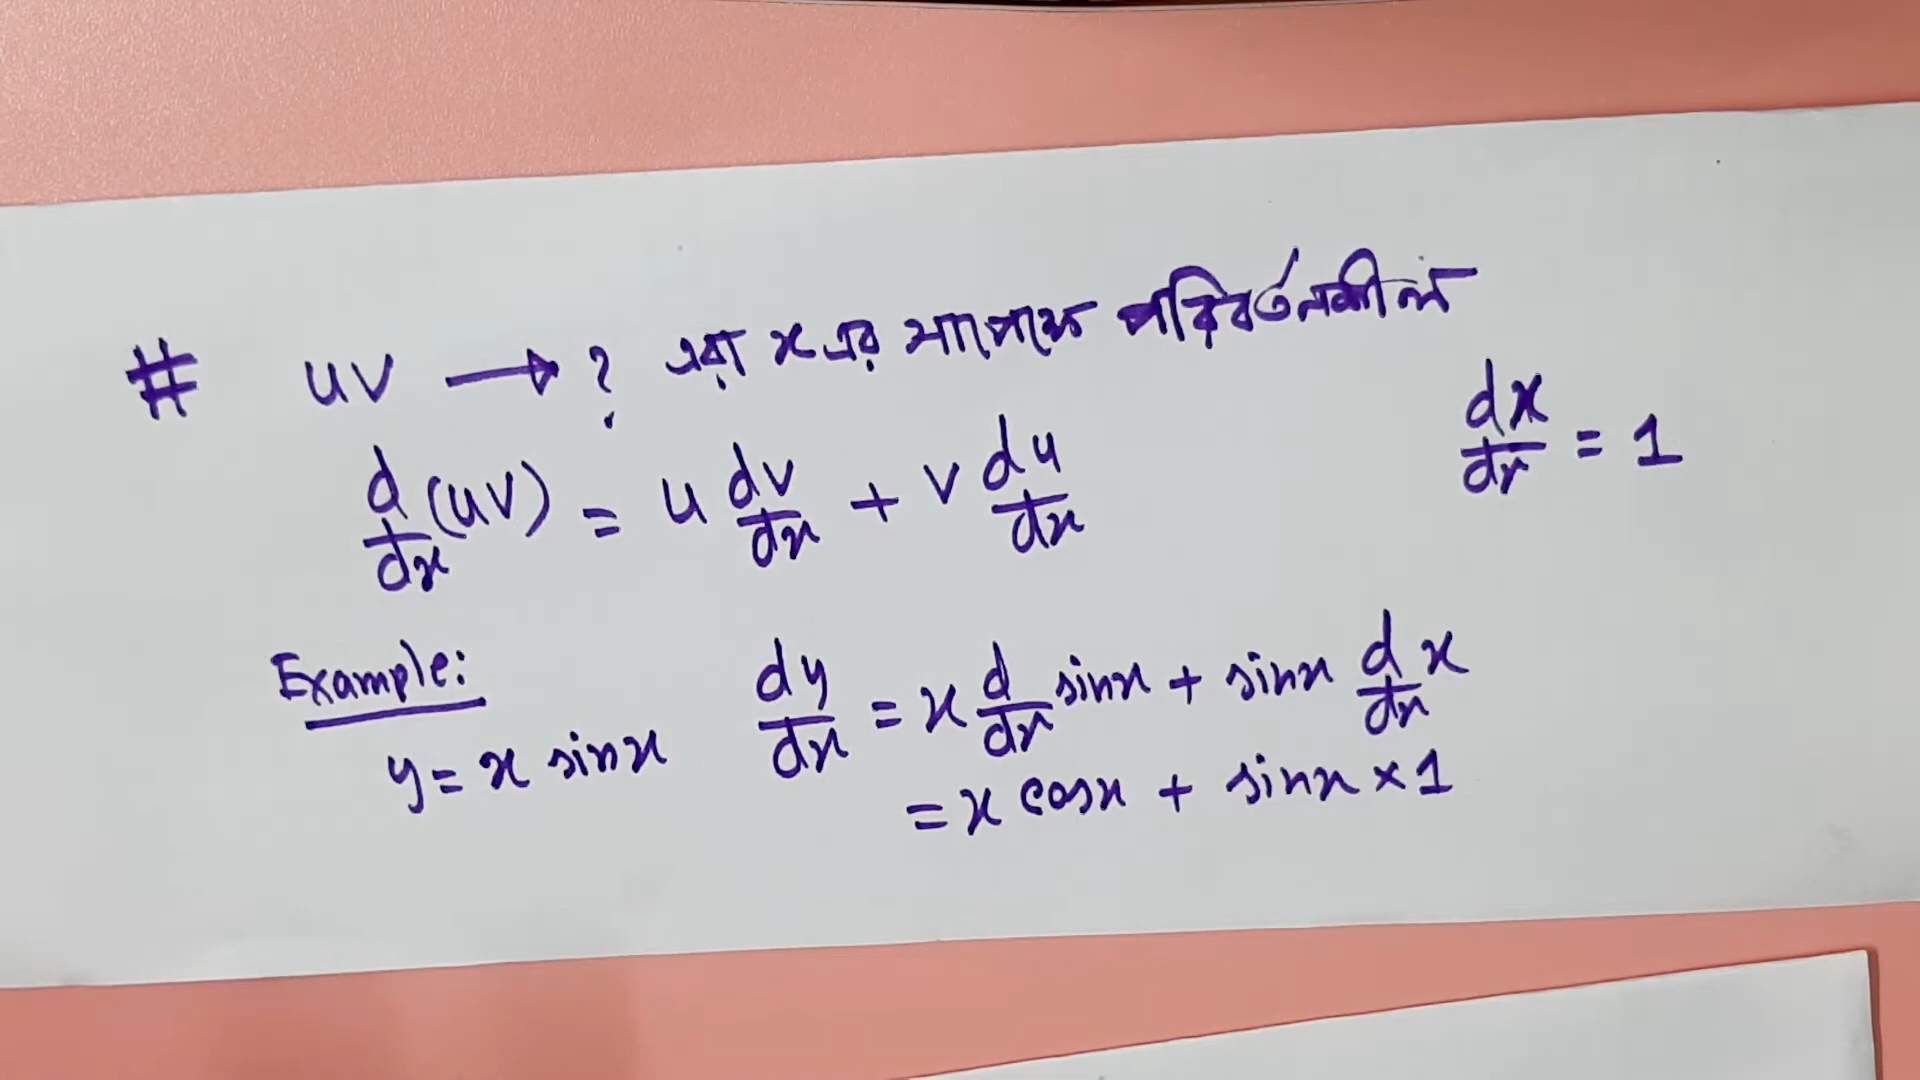 # uv → ? এরা x এর সাপেক্ষে পরিবর্তনশীল
d/dx (uv) = u dv/dx + v du/dx
dx/dx = 1
Example:
y = x sinx
dy/dx = x d/dx sinx + sinx d/dx x
= x cosx + sinx × 1